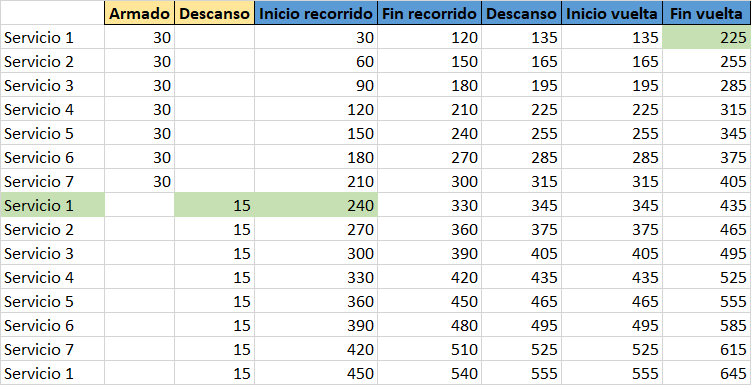 Armado Descanso Inicio recorrido Fin recorrido Descanso Inicio vuelta Fin vuelta
Servicio 1 30 30 120 135 135 225
Servicio 2 30 60 150 165 165 255
Servicio 3 30 90 180 195 195 285
Servicio 4 30 120 210 225 225 315
Servicio 5 30 150 240 255 255 345
Servicio 6 30 180 270 285 285 375
Servicio 7 30 210 300 315 315 405
Servicio 1 15 240 330 345 345 435
Servicio 2 15 270 360 375 375 465
Servicio 3 15 300 390 405 405 495
Servicio 4 15 330 420 435 435 525
Servicio 5 15 360 450 465 465 555
Servicio 6 15 390 480 495 495 585
Servicio 7 15 420 510 525 525 615
Servicio 1 15 450 540 555 555 645